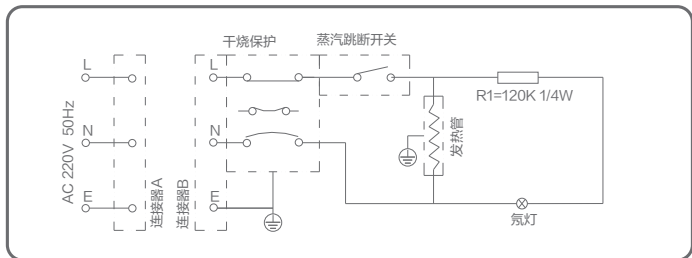 干烧保护
蒸汽跳断开关
L
L
R1=120K 1/4W
AC 220V 50Hz
N
N
发热管
E
连接器A
连接器B
E
氖灯